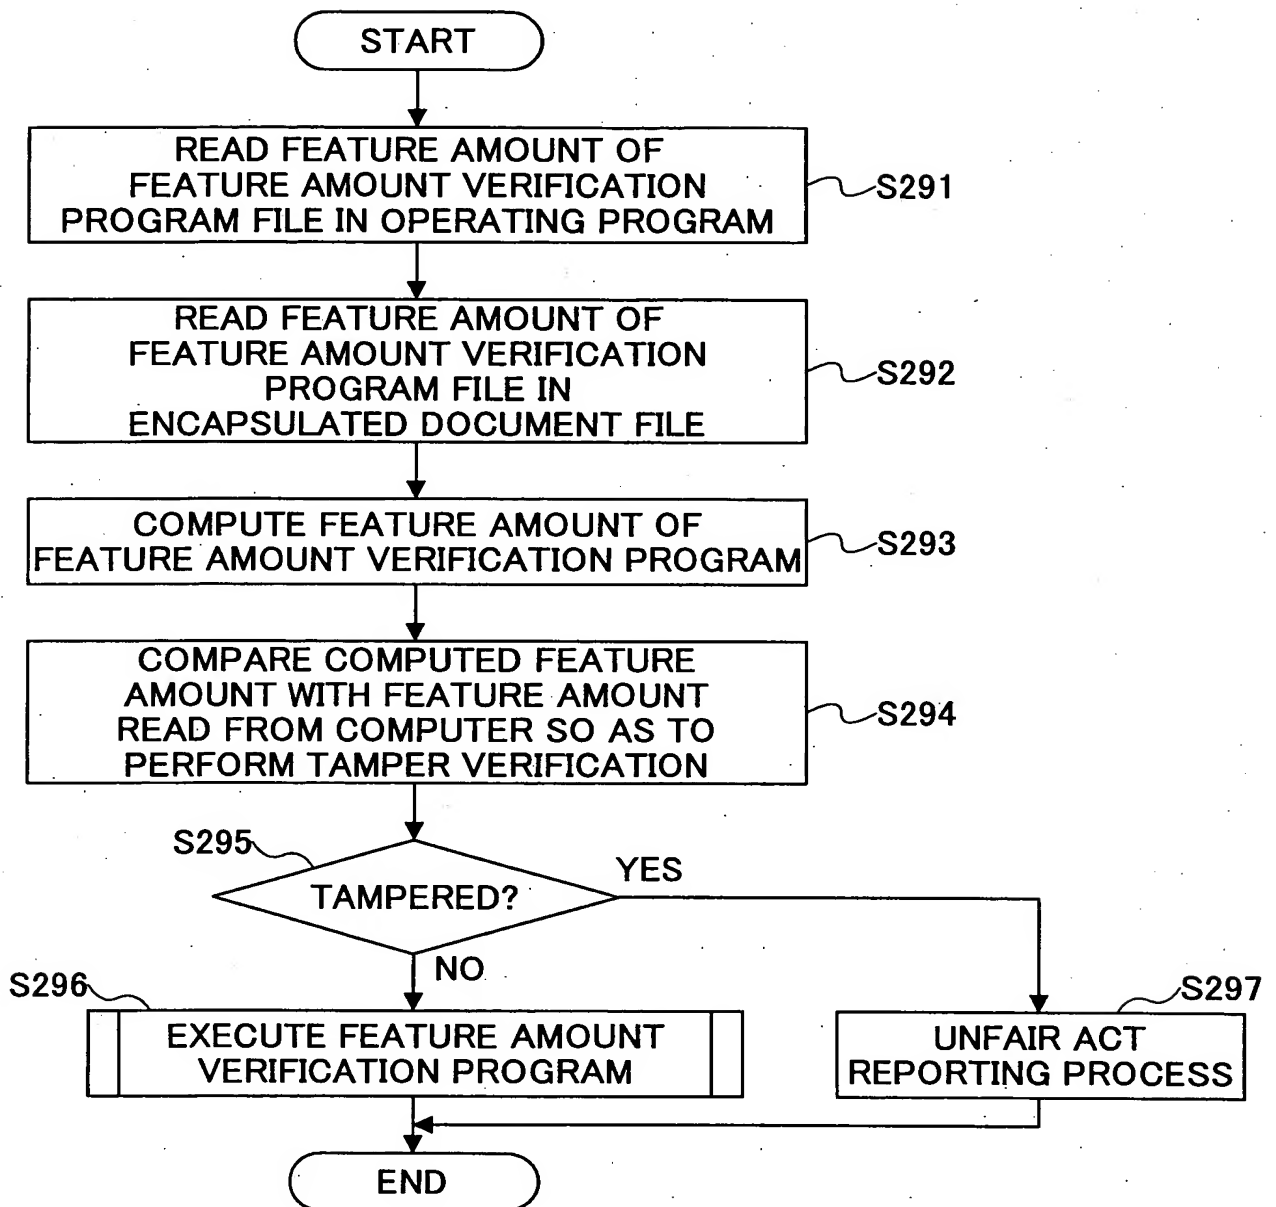 START
READ FEATURE AMOUNT OF
FEATURE AMOUNT VERIFICATION
PROGRAM FILE IN OPERATING PROGRAM
S291
READ FEATURE AMOUNT OF
FEATURE AMOUNT VERIFICATION
PROGRAM FILE IN
ENCAPSULATED DOCUMENT FILE
S292
COMPUTE FEATURE AMOUNT OF
FEATURE AMOUNT VERIFICATION PROGRAM
S293
COMPARE COMPUTED FEATURE
AMOUNT WITH FEATURE AMOUNT
READ FROM COMPUTER SO AS TO
PERFORM TAMPER VERIFICATION
S294
S295
TAMPERED?
YES
NO
S296
EXECUTE FEATURE AMOUNT
VERIFICATION PROGRAM
S297
UNFAIR ACT
REPORTING PROCESS
END